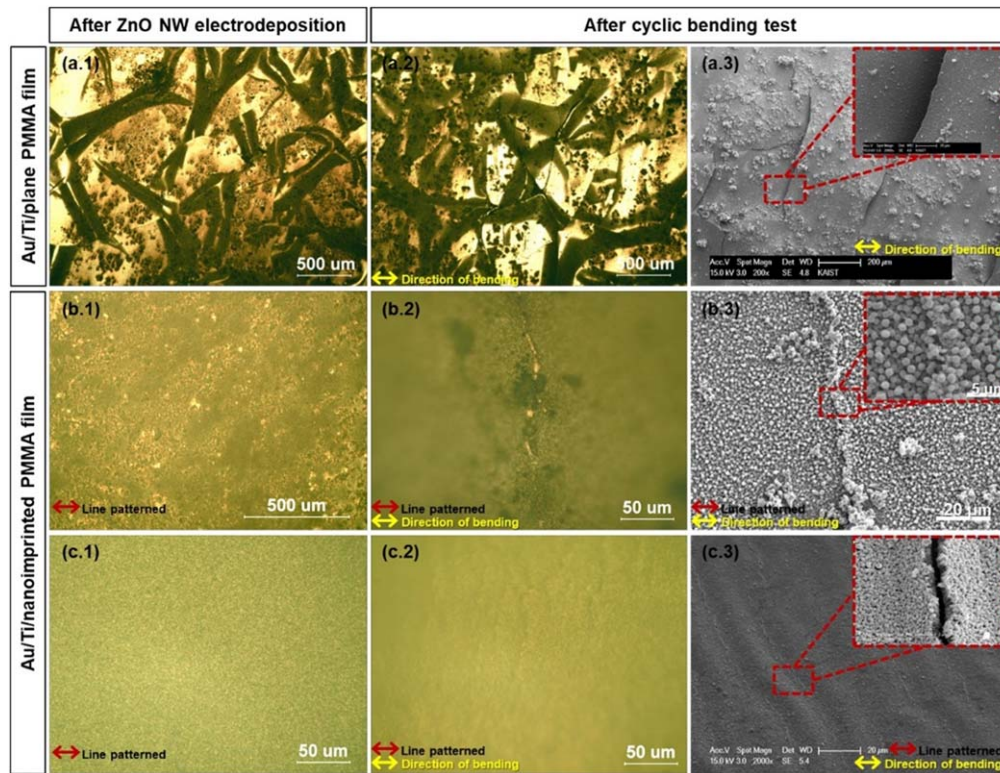 After ZnO NW electrodeposition
After cyclic bending test
Au/Ti/plane PMMA film
(a.1)
500 um
(a.2)
500 um
Direction of bending
(a.3)
Direction of bending
Acc.V Spot Magn Det WD 200 µm
15.0 kV 3.0 200x SE 4.8 KAIST
Au/Ti/nanoimprinted PMMA film
(b.1)
Line patterned
500 um
(b.2)
Line patterned
Direction of bending
50 um
(b.3)
5 um
Line patterned
Direction of bending
20 µm
(c.1)
Line patterned
50 um
(c.2)
Line patterned
Direction of bending
50 um
(c.3)
Acc.V Spot Magn Det WD 20 µm
15.0 kV 3.0 2000x SE 5.4
Line patterned
Direction of bending